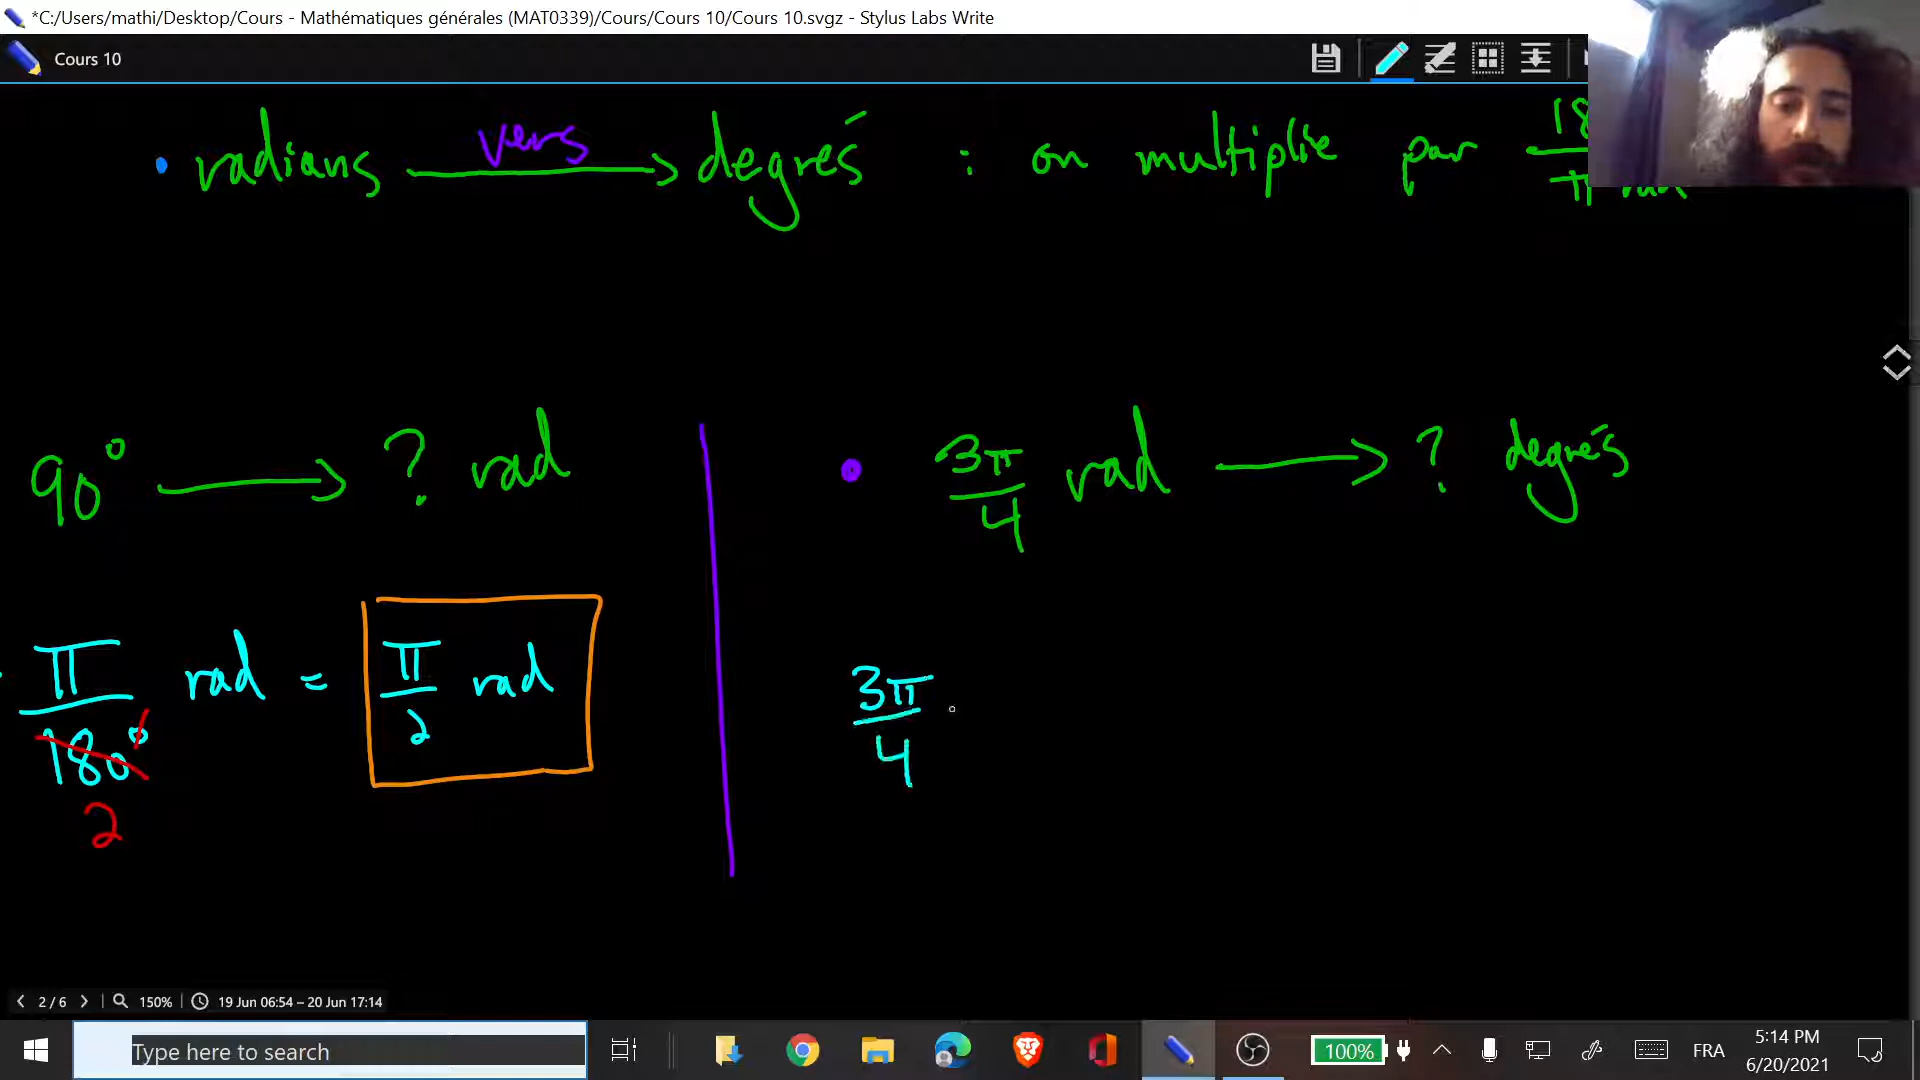 *C:/Users/mathi/Desktop/Cours - Mathématiques générales (MAT0339)/Cours/Cours 10/Cours 10.svgz - Stylus Labs Write
Cours 10
• radians vers → degrés : on multiplie par 18
π rad
90° → ? rad
• 3π/4 rad → ? degrés
π/180° rad = π/2 rad
2
3π/4
2 / 6 150% 19 Jun 06:54 – 20 Jun 17:14
Type here to search
100%
FRA
5:14 PM
6/20/2021